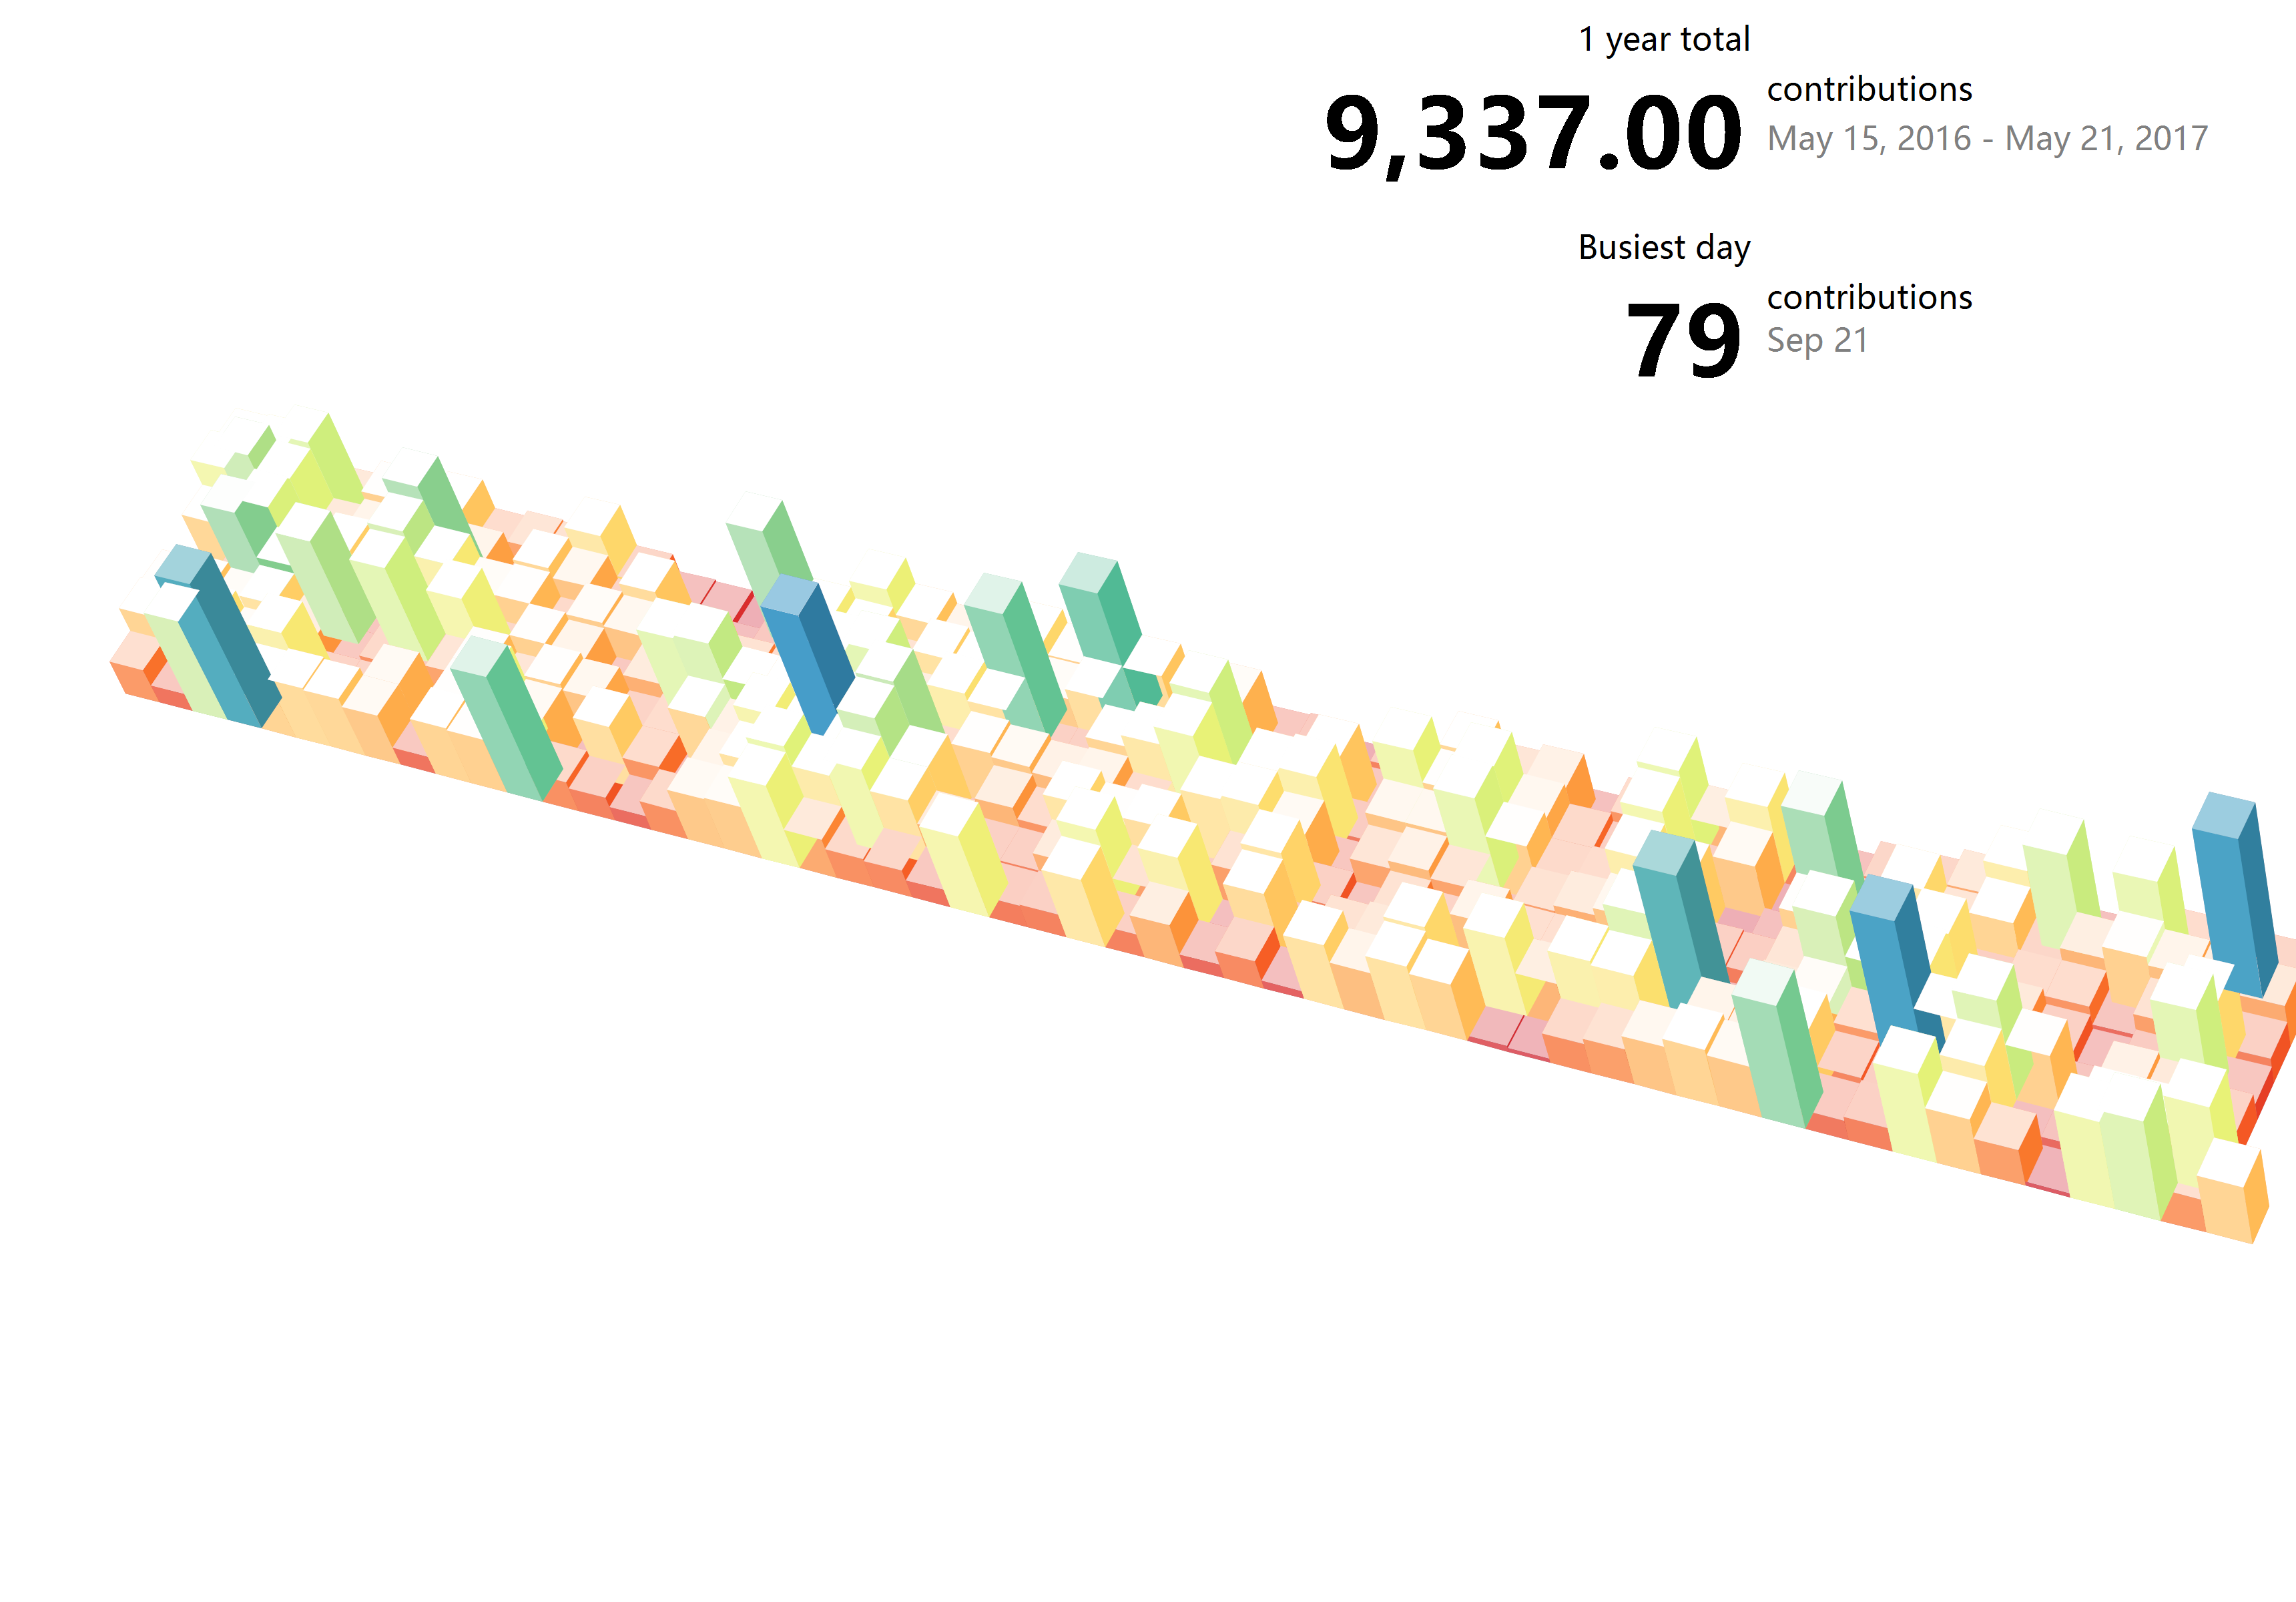 1 year total
9,337.00 contributions
May 15, 2016 - May 21, 2017
Busiest day
79 contributions
Sep 21